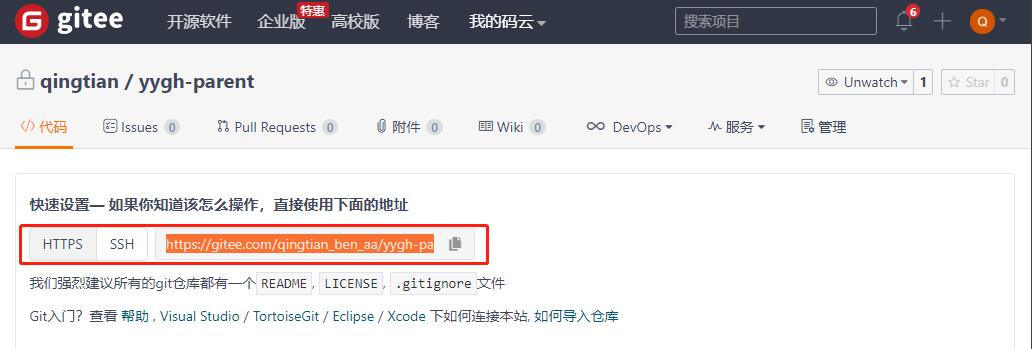 gitee 开源软件 企业版 特惠 高校版 博客 我的码云 搜索项目 6 Q
qingtian / yygh-parent Unwatch 1 Star 0
代码 Issues 0 Pull Requests 0 附件 0 Wiki 0 DevOps 服务 管理
快速设置— 如果你知道该怎么操作，直接使用下面的地址
HTTPS SSH https://gitee.com/qingtian_ben_aa/yygh-pa
我们强烈建议所有的git仓库都有一个 README, LICENSE, .gitignore 文件
Git入门？查看 帮助 , Visual Studio / TortoiseGit / Eclipse / Xcode 下如何连接本站, 如何导入仓库